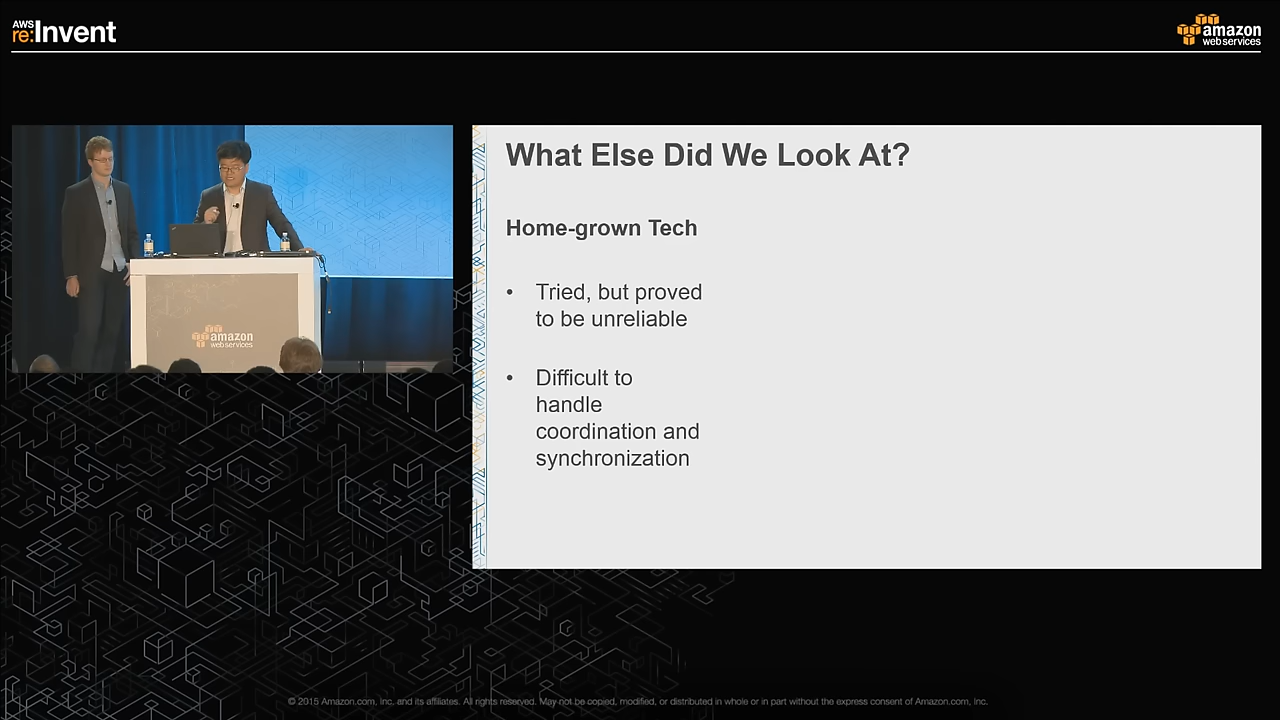 AWS
re:Invent
amazon
web services
What Else Did We Look At?
Home-grown Tech
• Tried, but proved
to be unreliable
• Difficult to
handle
coordination and
synchronization
amazon
web services
© 2015 Amazon.com, Inc. and its affiliates. All rights reserved. May not be copied, modified, or distributed in whole or in part without the express consent of Amazon.com, Inc.